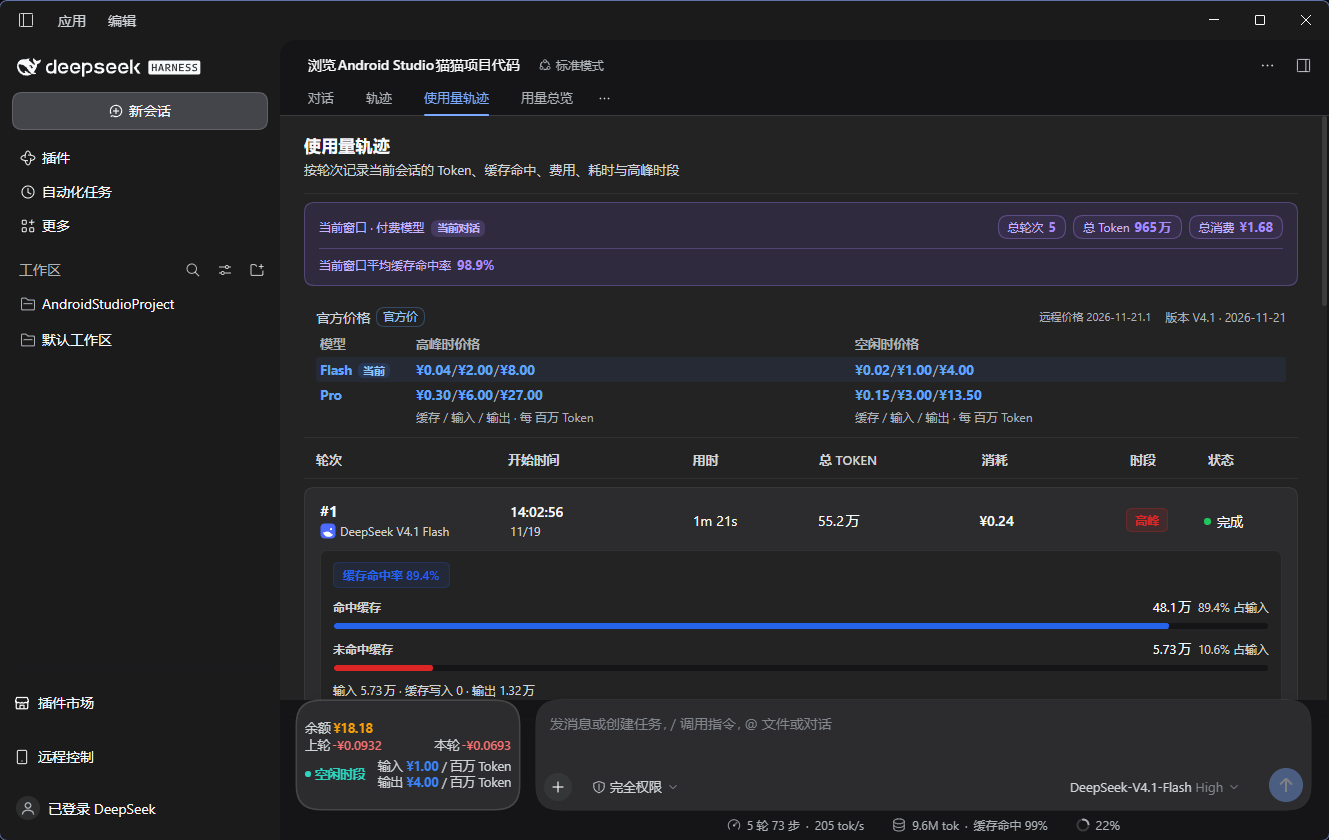 应用 编辑
deepseek HARNESS
新会话
插件
自动化任务
更多
工作区
AndroidStudioProject
默认工作区
插件市场
远程控制
已登录 DeepSeek
浏览Android Studio猫猫项目代码 标准模式
对话 轨迹 使用量轨迹 用量总览 ···
使用量轨迹
按轮次记录当前会话的 Token、缓存命中、费用、耗时与高峰时段
当前窗口 · 付费模型 当前对话 总轮次 5 总 Token 965万 总消费 ¥1.68
当前窗口平均缓存命中率 98.9%
官方价格 官方价 远程价格 2026-11-21.1 版本 V4.1 · 2026-11-21
模型 高峰时价格 空闲时价格
Flash 当前 ¥0.04/¥2.00/¥8.00 ¥0.02/¥1.00/¥4.00
Pro ¥0.30/¥6.00/¥27.00 ¥0.15/¥3.00/¥13.50
缓存 / 输入 / 输出 · 每 百万 Token 缓存 / 输入 / 输出 · 每 百万 Token
轮次 开始时间 用时 总 TOKEN 消耗 时段 状态
#1 14:02:56 1m 21s 55.2万 ¥0.24 高峰 完成
DeepSeek V4.1 Flash 11/19
缓存命中率 89.4%
命中缓存 48.1万 89.4% 占输入
未命中缓存 5.73万 10.6% 占输入
输入 5.73万 · 缓存写入 0 · 输出 1.32万
余额 ¥18.18
上轮 -¥0.0932 本轮 -¥0.0693
空闲时段 输入 ¥1.00 / 百万 Token
输出 ¥4.00 / 百万 Token
发消息或创建任务, / 调用指令, @ 文件或对话
完全权限 DeepSeek-V4.1-Flash High
5 轮 73 步 · 205 tok/s 9.6M tok · 缓存命中 99% 22%